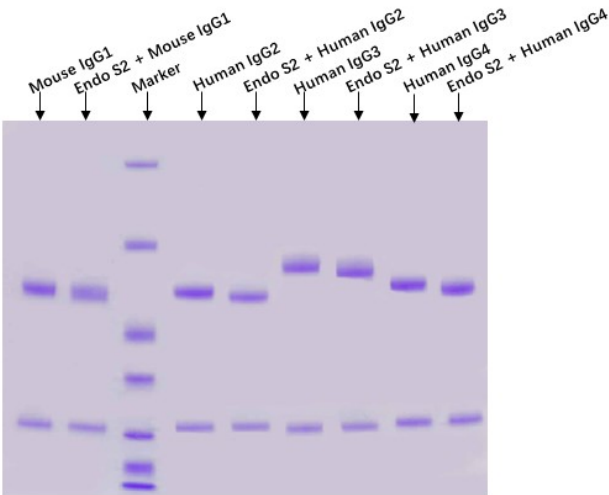 Mouse IgG1
Endo S2 + Mouse IgG1
Marker
Human IgG2
Endo S2 + Human IgG2
Human IgG3
Endo S2 + Human IgG3
Human IgG4
Endo S2 + Human IgG4